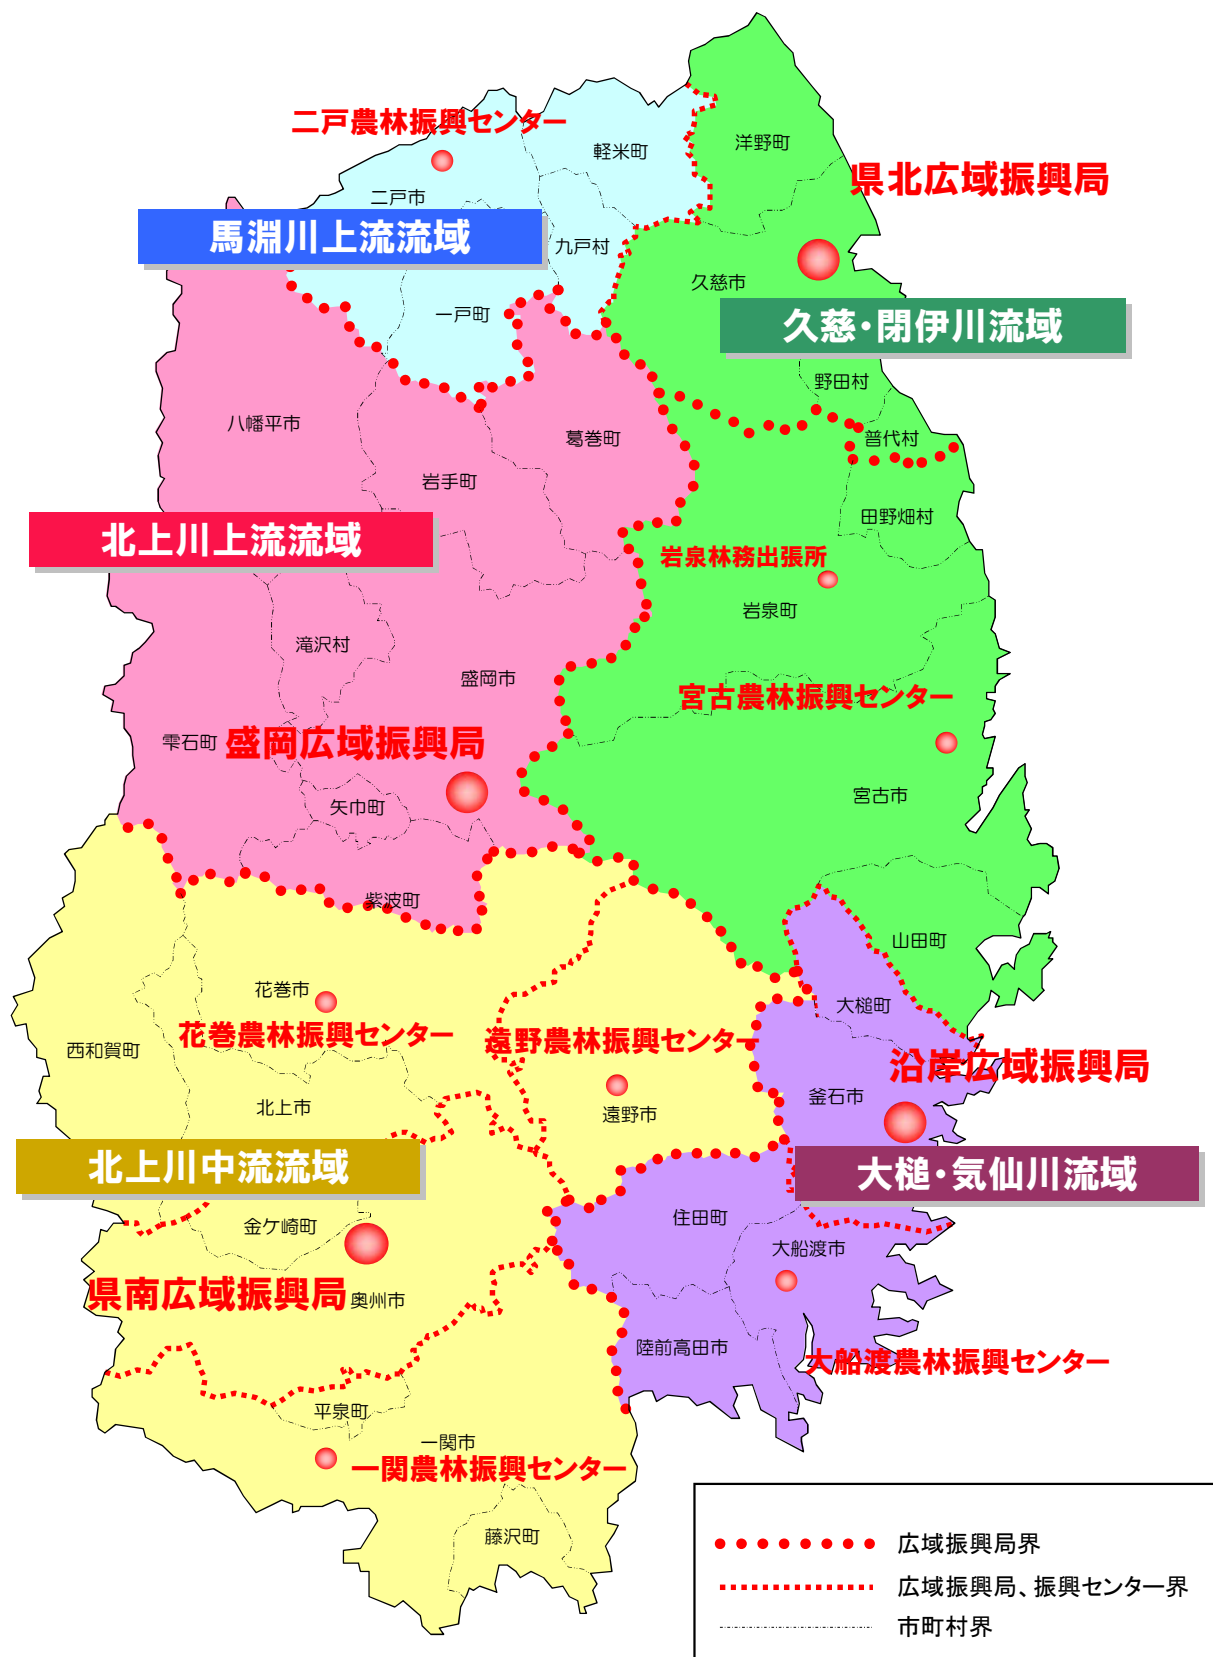 二戸農林振興センター
軽米町
洋野町
県北広域振興局
二戸市
馬淵川上流流域
九戸村
久慈市
一戸町
久慈・閉伊川流域
野田村
八幡平市
葛巻町
普代村
岩手町
田野畑村
北上川上流流域
岩泉林務出張所
岩泉町
滝沢村
盛岡市
宮古農林振興センター
雫石町
盛岡広域振興局
宮古市
矢巾町
紫波町
山田町
花巻市
大槌町
花巻農林振興センター
遠野農林振興センター
西和賀町
沿岸広域振興局
釜石市
北上市
遠野市
北上川中流流域
大槌・気仙川流域
住田町
金ケ崎町
大船渡市
県南広域振興局
奥州市
陸前高田市
大船渡農林振興センター
平泉町
一関市
一関農林振興センター
藤沢町
広域振興局界
広域振興局、振興センター界
市町村界